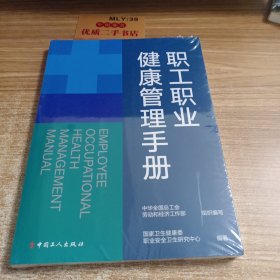 MLY:39
优质二手书店
职工职业
健康管理手册
EMPLOYEE
OCCUPATIONAL
HEALTH
MANAGEMENT
MANUAL
中华全国总工会
劳动和经济工作部
组织编写
国家卫生健康委
职业安全卫生研究中心
编著
中国工人出版社